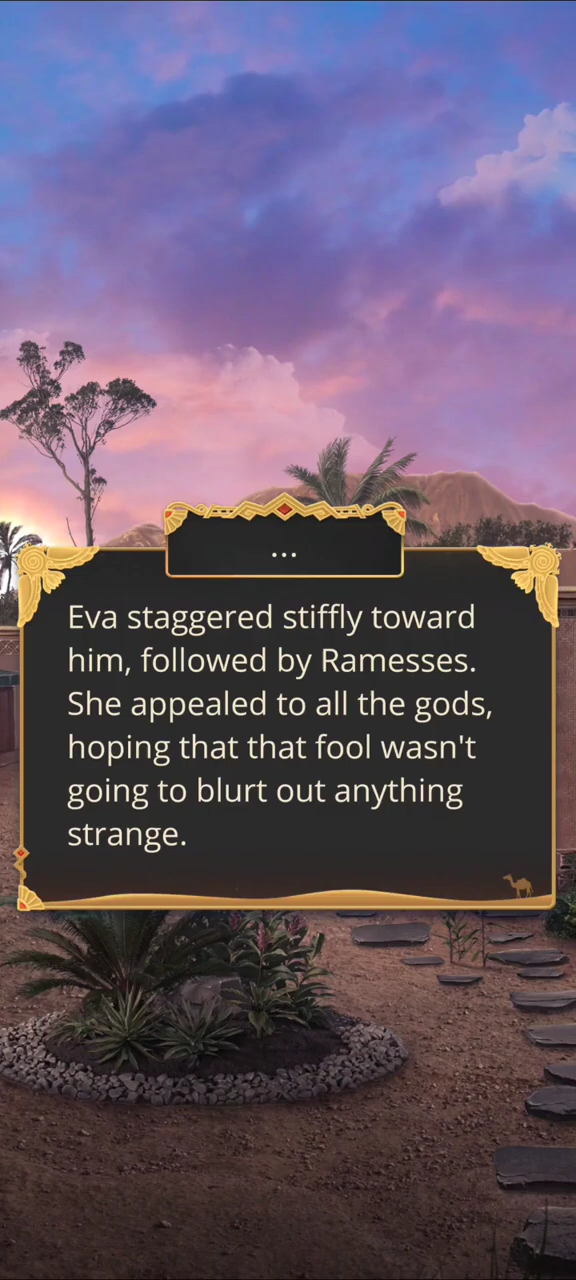 ...
Eva staggered stiffly toward
him, followed by Ramesses.
She appealed to all the gods,
hoping that that fool wasn't
going to blurt out anything
strange.